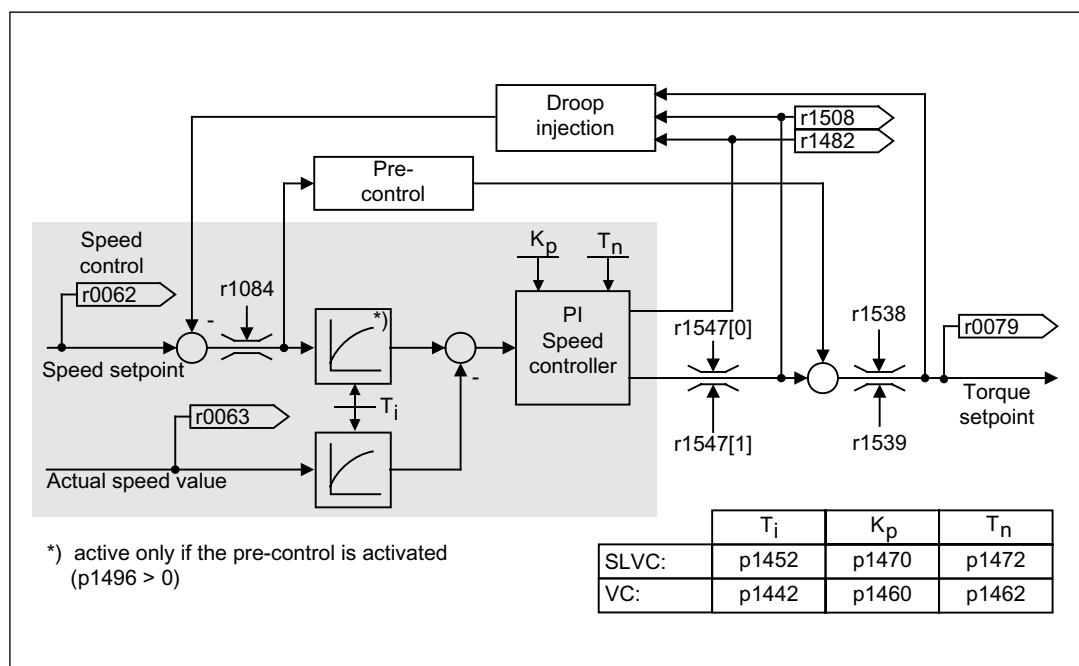 Droop
injection
r1508
r1482
Pre-
control
Speed
control
r0062
r1084
Kp
Tn
*)
PI
Speed
controller
r1547[0]
r1538
r0079
-
Speed setpoint
-
r0063
Ti
Torque
setpoint
r1547[1]
r1539
Actual speed value
*) active only if the pre-control is activated
(p1496 > 0)
Ti Kp Tn
SLVC: p1452 p1470 p1472
VC: p1442 p1460 p1462